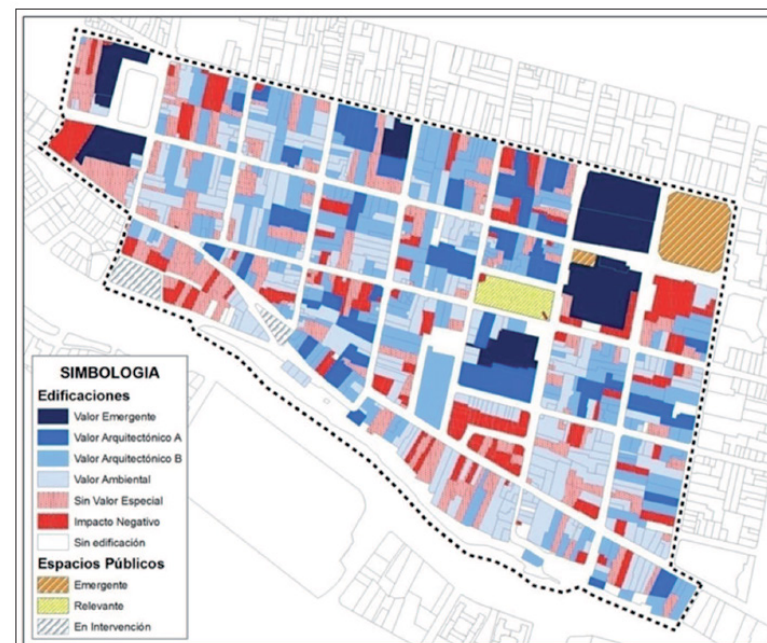 SIMBOLOGIA
Edificaciones
Valor Emergente
Valor Arquitectónico A
Valor Arquitectónico B
Valor Ambiental
Sin Valor Especial
Impacto Negativo
Sin edificación
Espacios Públicos
Emergente
Relevante
En Intervención